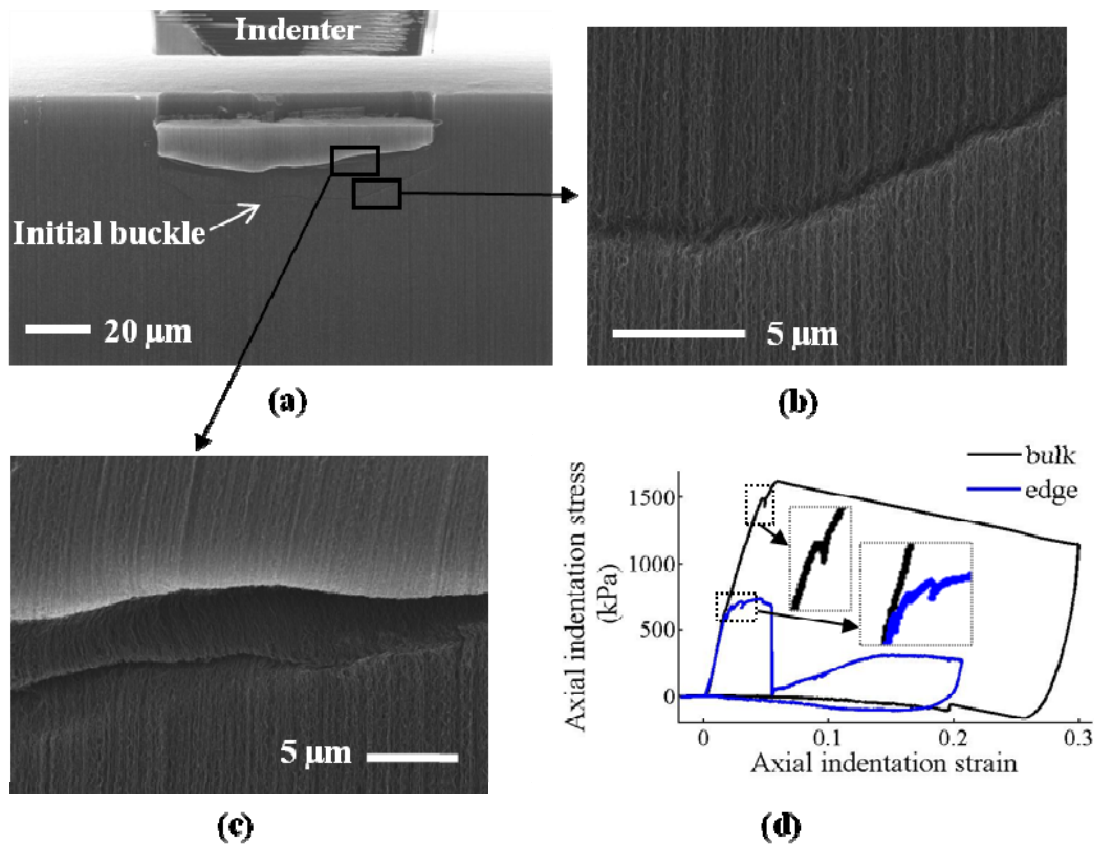 Indenter
Initial buckle
20 μm
(a)
5 μm
(b)
5 μm
(c)
bulk
edge
Axial indentation stress
(kPa)
1500
1000
500
0
0
0.1
0.2
0.3
Axial indentation strain
(d)